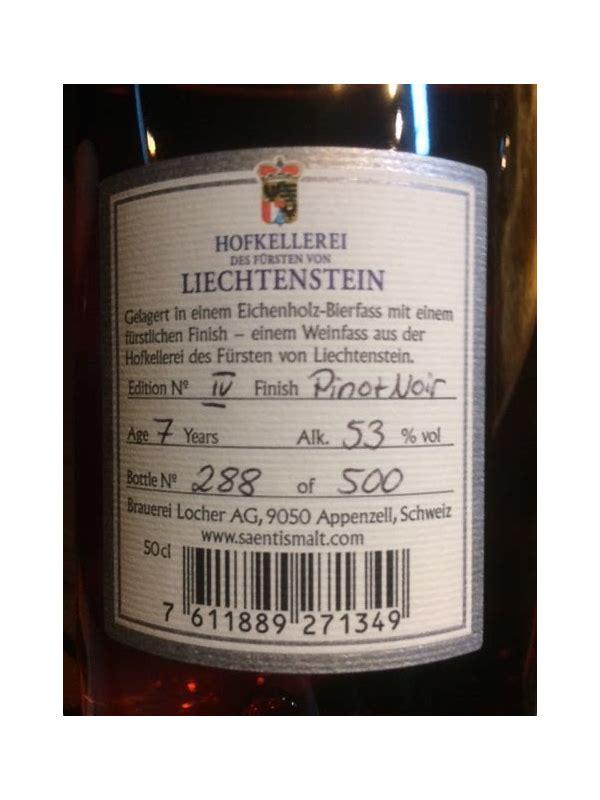 HOFKELLEREI
DES FÜRSTEN VON
LIECHTENSTEIN
Gelagert in einem Eichenholz-Bierfass mit einem
fürstlichen Finish – einem Weinfass aus der
Hofkellerei des Fürsten von Liechtenstein.
Edition Nº IV Finish Pinot Noir
Age 7 Years Alk. 53 % vol
Bottle Nº 288 of 500
Brauerei Locher AG, 9050 Appenzell, Schweiz
www.saentismalt.com
50cl
7 611889 271349